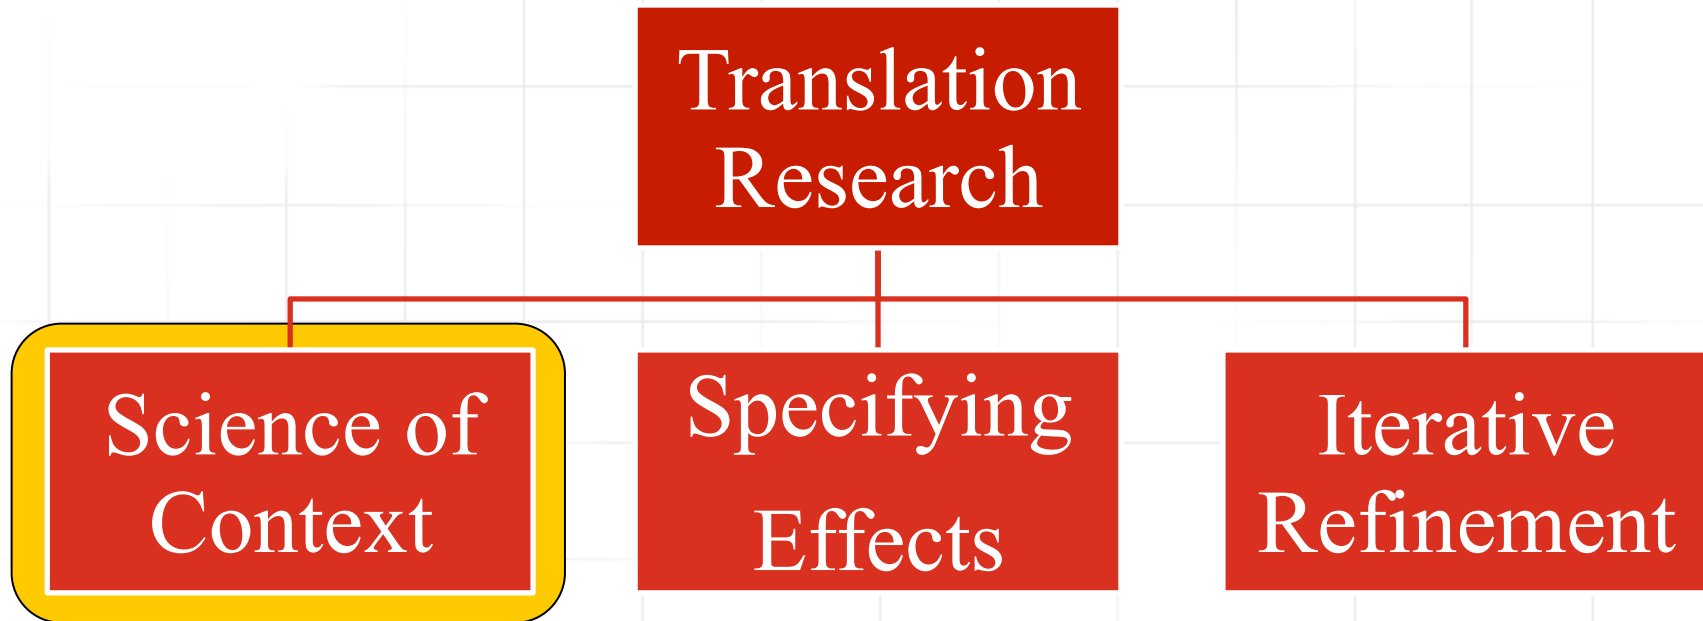 Translation
Research
Science of
Context
Specifying
Effects
Iterative
Refinement